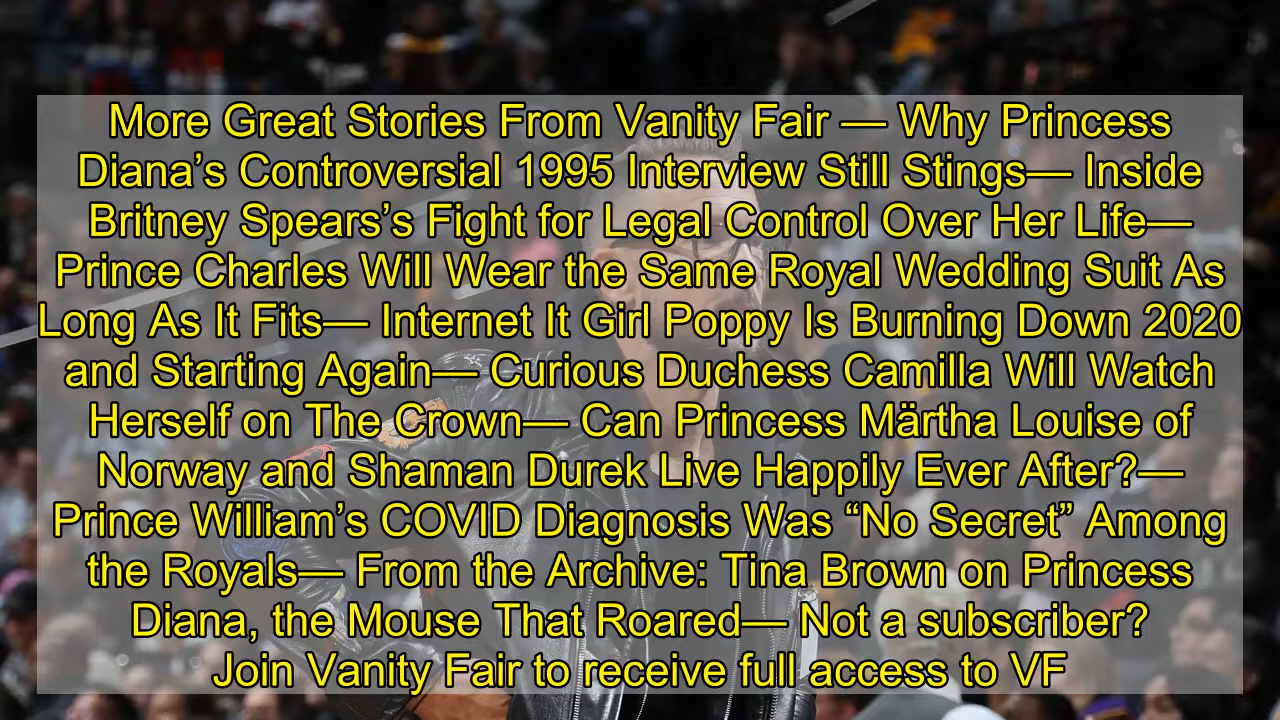 More Great Stories From Vanity Fair — Why Princess
Diana’s Controversial 1995 Interview Still Stings— Inside
Britney Spears’s Fight for Legal Control Over Her Life—
Prince Charles Will Wear the Same Royal Wedding Suit As
Long As It Fits— Internet It Girl Poppy Is Burning Down 2020
and Starting Again— Curious Duchess Camilla Will Watch
Herself on The Crown— Can Princess Märtha Louise of
Norway and Shaman Durek Live Happily Ever After?—
Prince William’s COVID Diagnosis Was “No Secret” Among
the Royals— From the Archive: Tina Brown on Princess
Diana, the Mouse That Roared— Not a subscriber?
Join Vanity Fair to receive full access to VF